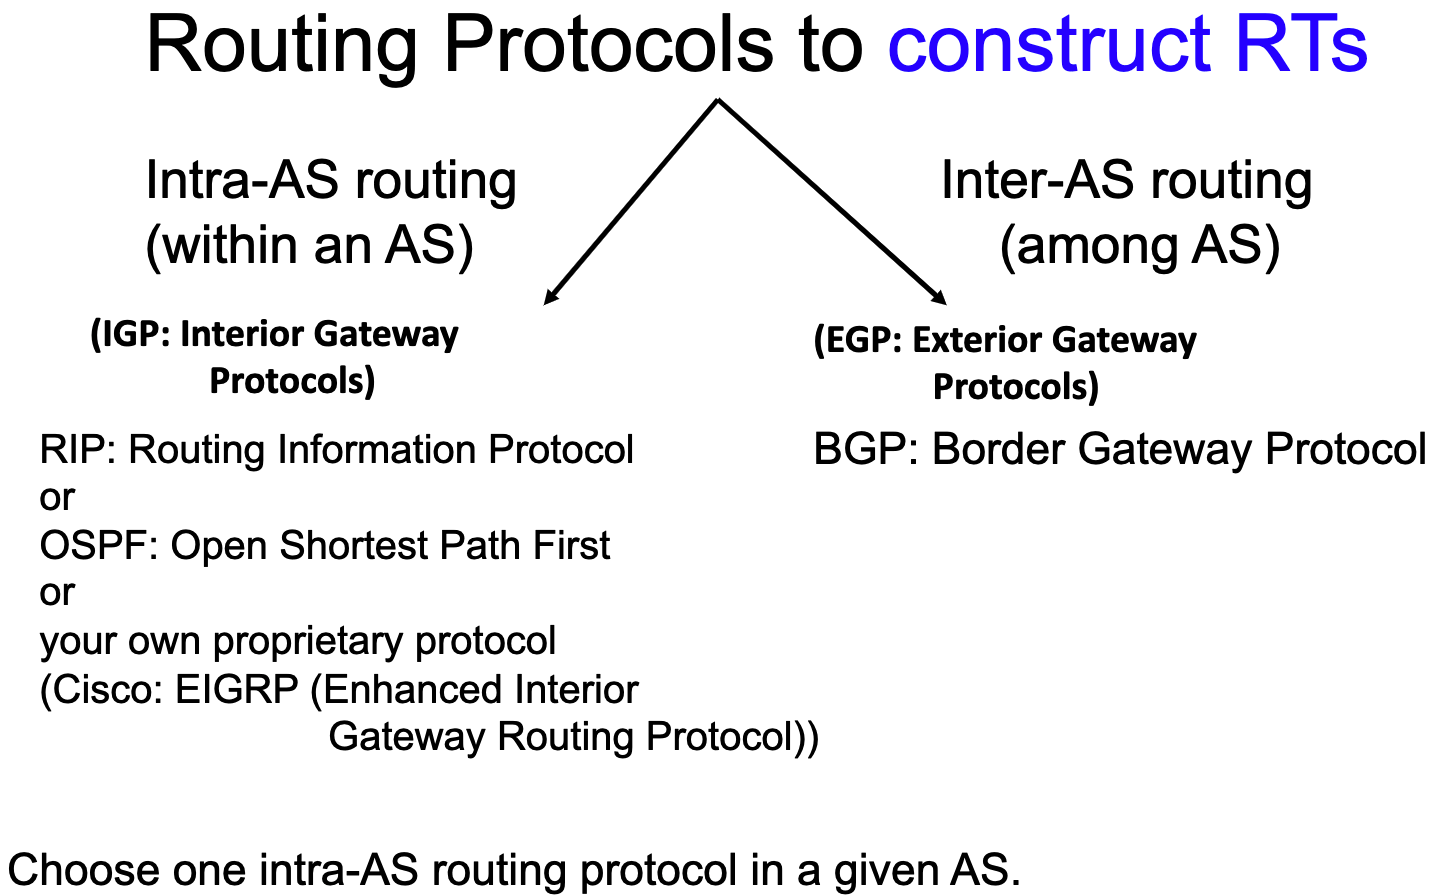 Routing Protocols to construct RTs
Intra-AS routing
(within an AS)
(IGP: Interior Gateway
Protocols)
RIP: Routing Information Protocol
or
OSPF: Open Shortest Path First
or
your own proprietary protocol
(Cisco: EIGRP (Enhanced Interior
Gateway Routing Protocol))
Inter-AS routing
(among AS)
(EGP: Exterior Gateway
Protocols)
BGP: Border Gateway Protocol
Choose one intra-AS routing protocol in a given AS.